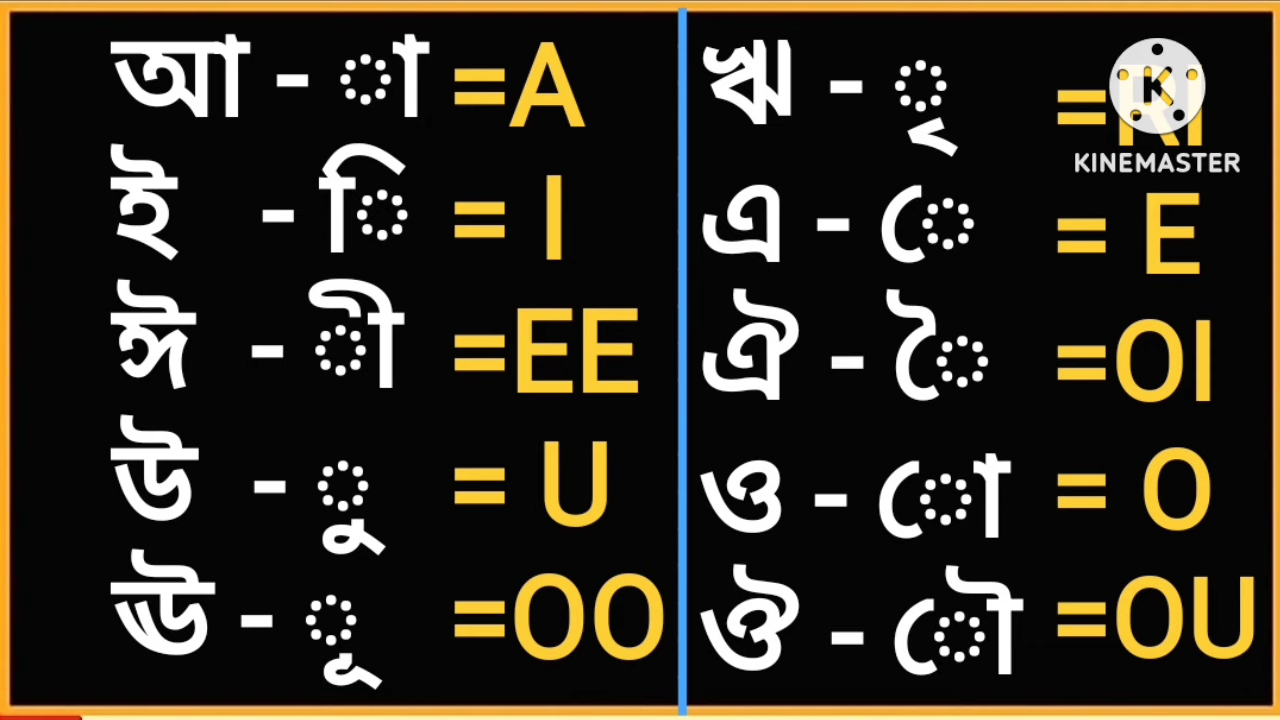 আ - া =A
ই - ি = I
ঈ - ী =EE
উ - ু = U
ঊ - ূ =OO
ঋ - ৃ =RI
KINEMASTER
এ - ে = E
ঐ - ৈ =OI
ও - ো = O
ঔ - ৌ =OU